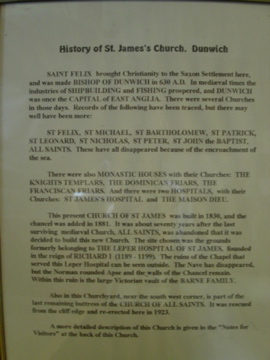 History of St. James's Church. Dunwich
SAINT FELIX brought Christianity to the Saxon Settlement here,
and was made BISHOP OF DUNWICH in 630 A.D. In mediaeval times the
industries of SHIPBUILDING and FISHING prospered, and DUNWICH
was once the CAPITAL of EAST ANGLIA. There were several Churches
in those days. Records of the following have been traced, but there may
well have been more:
ST FELIX, ST MICHAEL, ST BARTHOLOMEW, ST PATRICK,
ST LEONARD, ST NICHOLAS, ST PETER, ST JOHN the BAPTIST,
ALL SAINTS. These have all disappeared because of the encroachment of
the sea.
There were also MONASTIC HOUSES with their Churches: THE
KNIGHTS TEMPLARS, THE DOMINICAN FRIARS, THE
FRANCISCAN FRIARS. And there were two HOSPITALS, with their
Churches: ST JAMES'S HOSPITAL and THE MAISON DIEU.
This present CHURCH OF ST JAMES was built in 1830, and the
chancel was added in 1881. It was about seventy years after the last
surviving mediaeval Church, ALL SAINTS, was abandoned that it was
decided to build this new Church. The site chosen was the grounds
formerly belonging to THE LEPER HOSPITAL OF ST JAMES, founded
in the reign of RICHARD I (1189 - 1199). The ruins of the Chapel that
served this Leper Hospital can be seen outside. The Nave has disappeared,
but the Norman rounded Apse and the walls of the Chancel remain.
Within this ruin is the large Victorian vault of the BARNE FAMILY.
Also in this Churchyard, near the south west corner, is part of the
last remaining buttress of the CHURCH OF ALL SAINTS. It was rescued
from the cliff edge and re-erected here in 1923.
A more detailed description of this Church is given in the "Notes for
Visitors" at the back of this Church.